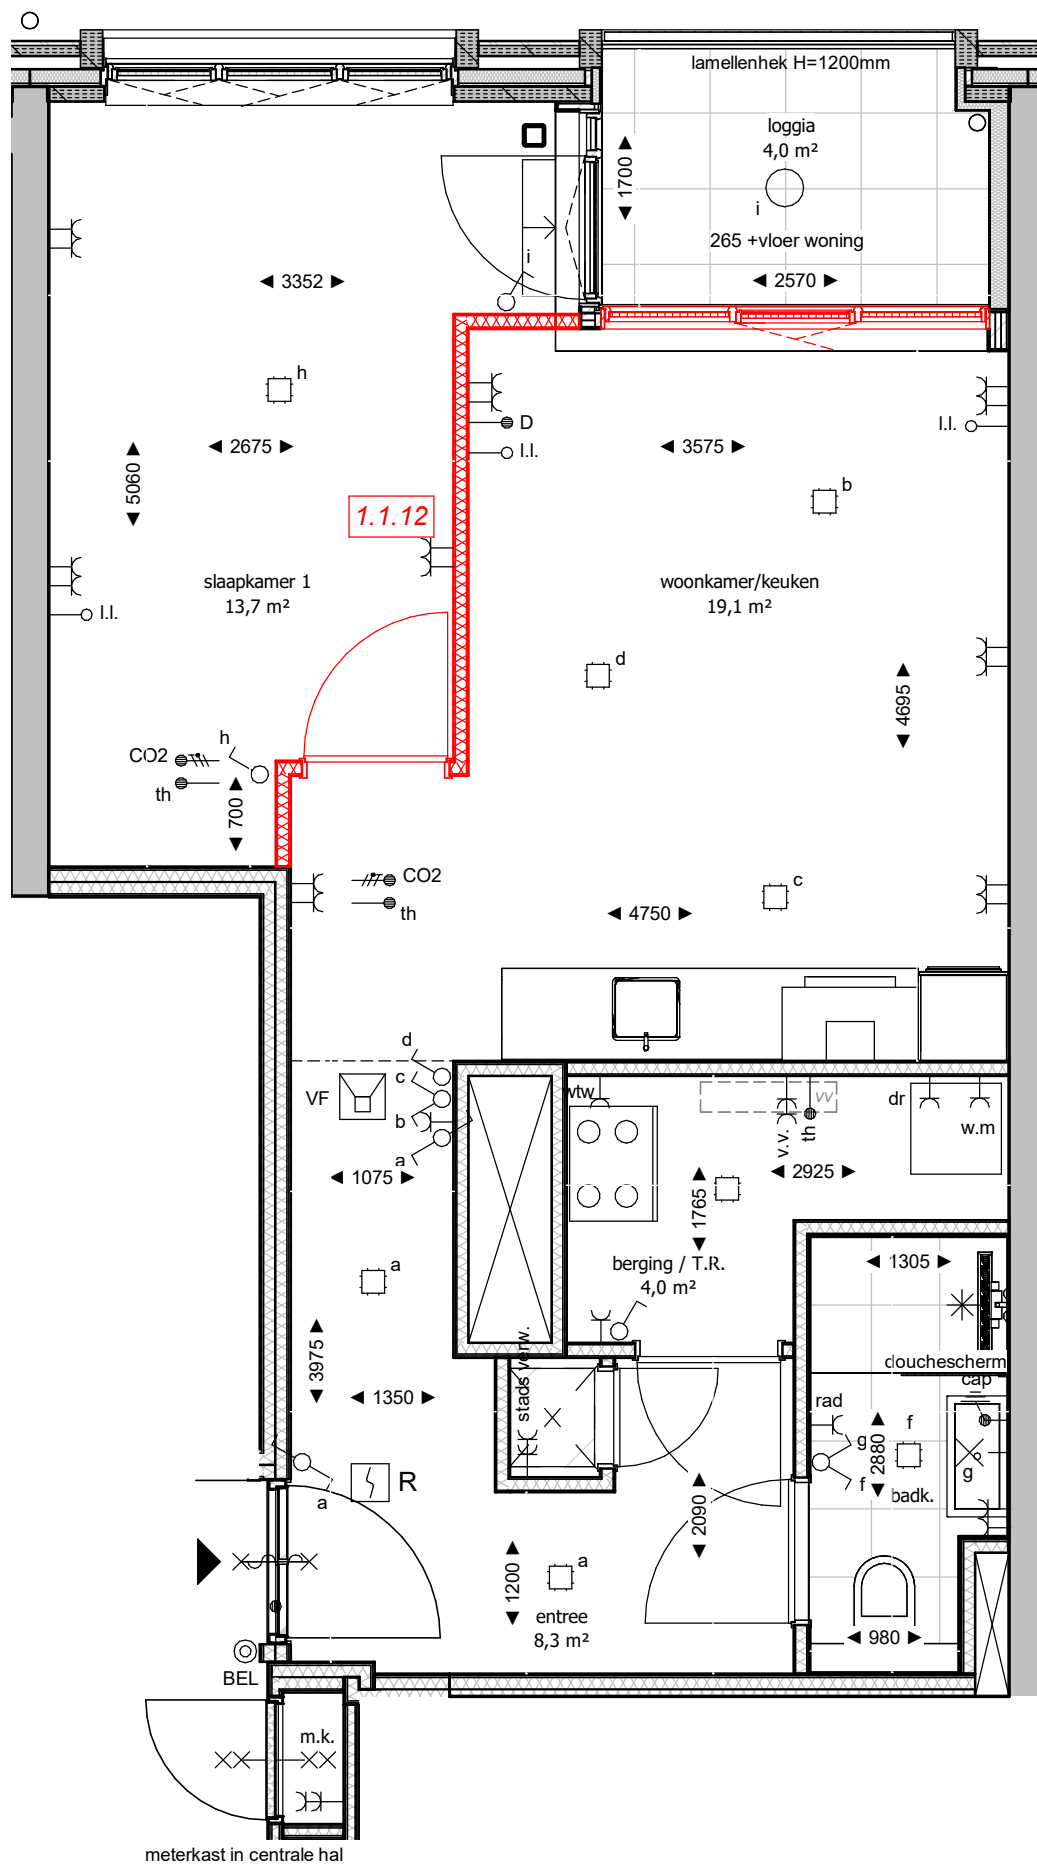 lamellenhek H=1200mm
loggia
4,0 m²
1700
i
265 +vloer woning
i
3352
2570
h
D
l.l.
l.l.
2675
3575
5060
b
1.1.12
slaapkamer 1
13,7 m²
woonkamer/keuken
19,1 m²
l.l.
d
4695
h
CO2
th
700
CO2
th
c
4750
d
c
b
a
VF
wtw
vv
v.v.
th
dr
w.m
1075
2925
1765
a
berging / T.R.
4,0 m²
1305
3975
1350
stads verw.
douchescherm
cap
rad
g
f
f
2880
g
badk.
R
a
2090
a
1200
entree
8,3 m²
980
BEL
m.k.
meterkast in centrale hal